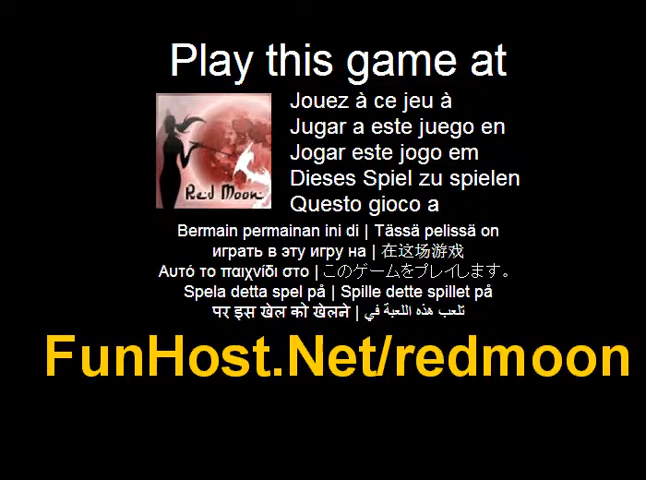 Play this game at
Jouez à ce jeu à
Jugar a este juego en
Jogar este jogo em
Dieses Spiel zu spielen
Questo gioco a
Red Moon
Bermain permainan ini di | Tässä pelissä on
играть в эту игру на | 在这场游戏
Αυτό το παιχνίδι στο | このゲームをプレイします。
Spela detta spel på | Spille dette spillet på
पर इस खेल को खेलने | تلعب هذه اللعبة في
FunHost.Net/redmoon